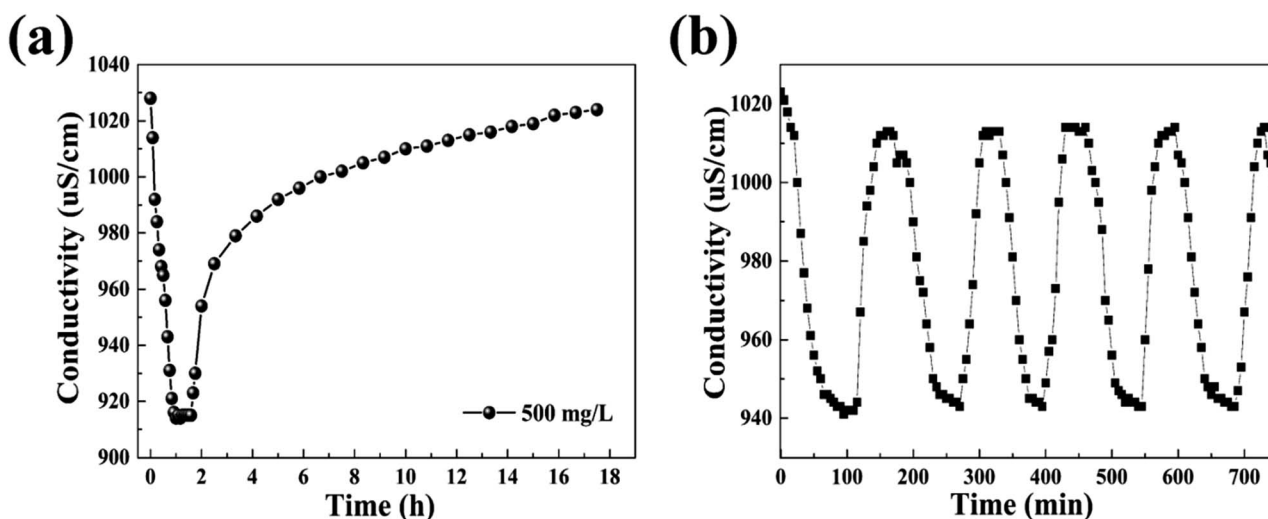 (a)
Conductivity (uS/cm)
1040
1020
1000
980
960
940
920
900
500 mg/L
0 2 4 6 8 10 12 14 16 18
Time (h)
(b)
Conductivity (uS/cm)
1020
1000
980
960
940
0 100 200 300 400 500 600 700
Time (min)